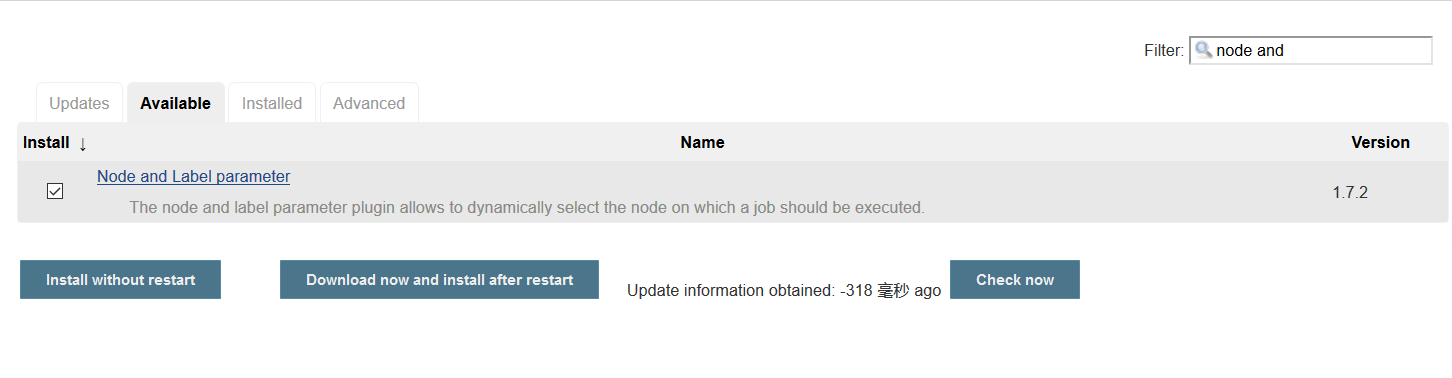 Filter: node and
Updates Available Installed Advanced
Install ↓ Name Version
Node and Label parameter 1.7.2
The node and label parameter plugin allows to dynamically select the node on which a job should be executed.
Install without restart Download now and install after restart Update information obtained: -318 毫秒 ago Check now